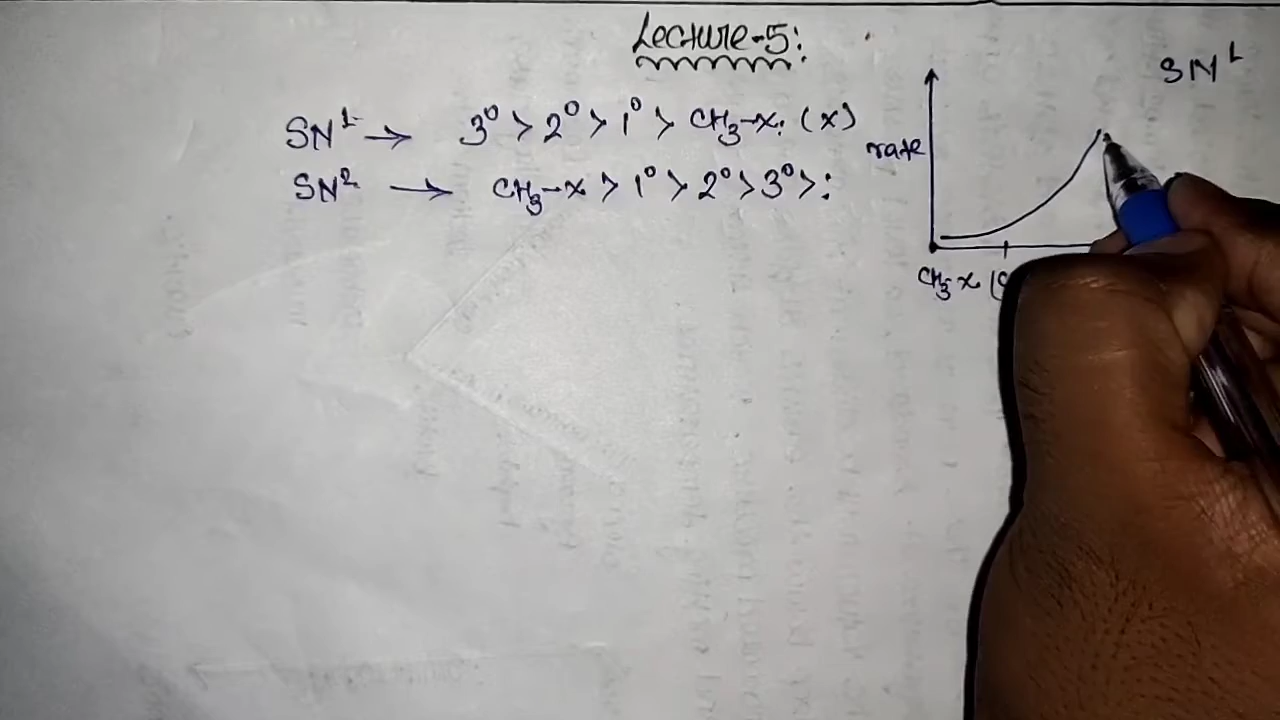 Lecture-5:
SN¹ → 3° > 2° > 1° > CH₃-X: (X)
SN² → CH₃-X > 1° > 2° > 3° > :
SN¹
rate
CH₃-X (